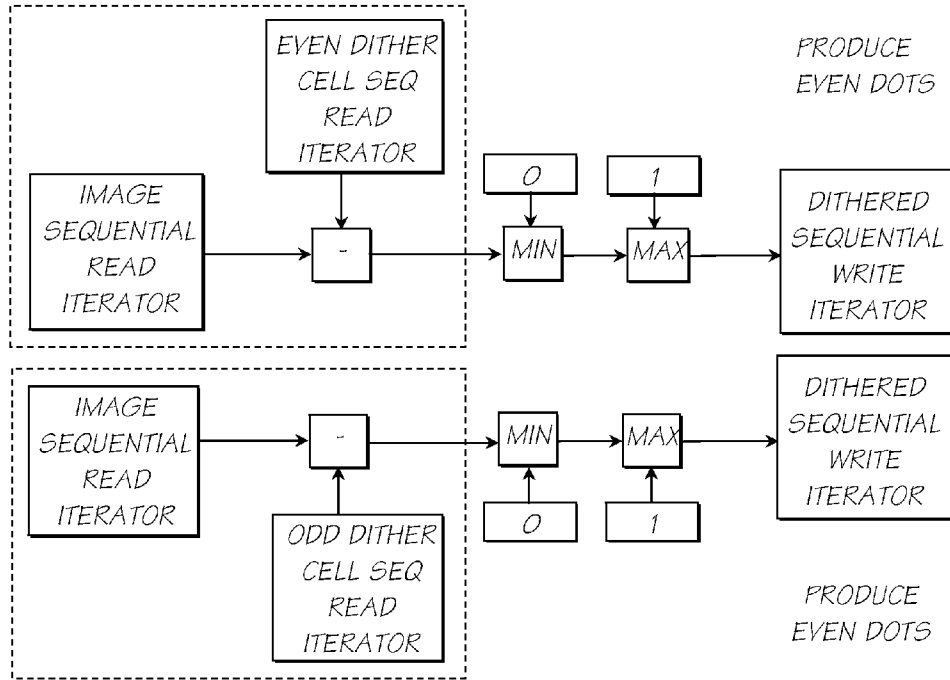 EVEN DITHER
CELL SEQ
READ
ITERATOR
PRODUCE
EVEN DOTS
IMAGE
SEQUENTIAL
READ
ITERATOR
-
0
MIN
1
MAX
DITHERED
SEQUENTIAL
WRITE
ITERATOR
IMAGE
SEQUENTIAL
READ
ITERATOR
-
MIN
MAX
DITHERED
SEQUENTIAL
WRITE
ITERATOR
ODD DITHER
CELL SEQ
READ
ITERATOR
0
1
PRODUCE
EVEN DOTS